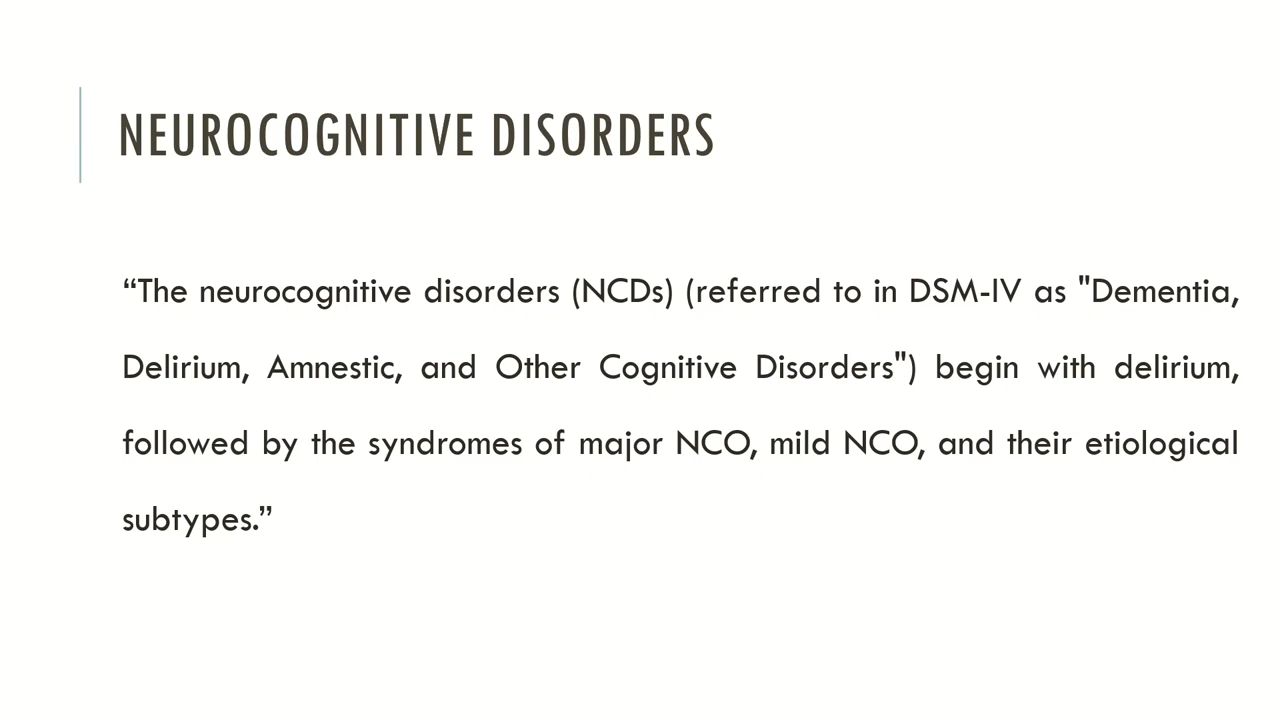 NEUROCOGNITIVE DISORDERS
“The neurocognitive disorders (NCDs) (referred to in DSM-IV as "Dementia,
Delirium, Amnestic, and Other Cognitive Disorders") begin with delirium,
followed by the syndromes of major NCO, mild NCO, and their etiological
subtypes.”